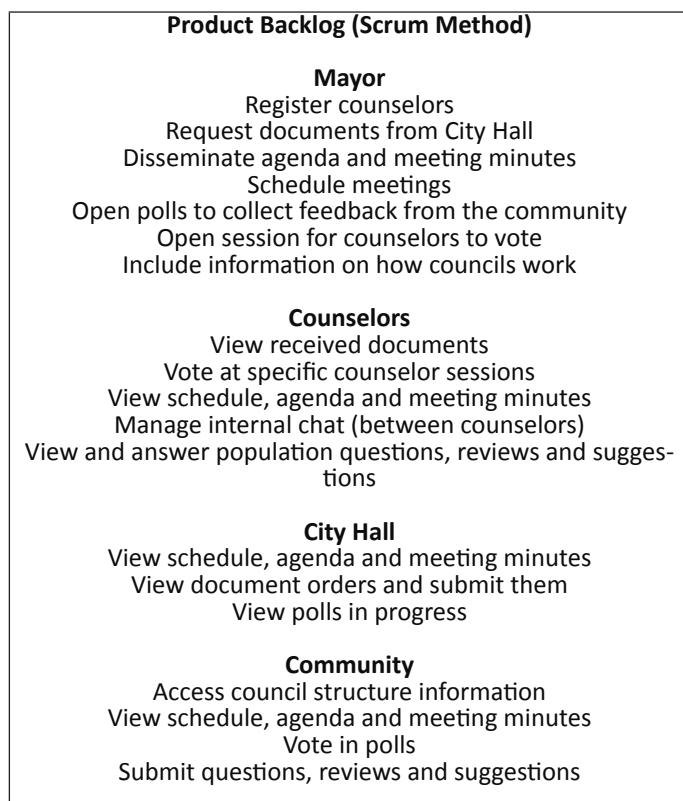 Product Backlog (Scrum Method)
Mayor
Register counselors
Request documents from City Hall
Disseminate agenda and meeting minutes
Schedule meetings
Open polls to collect feedback from the community
Open session for counselors to vote
Include information on how councils work
Counselors
View received documents
Vote at specific counselor sessions
View schedule, agenda and meeting minutes
Manage internal chat (between counselors)
View and answer population questions, reviews and sugges-
tions
City Hall
View schedule, agenda and meeting minutes
View document orders and submit them
View polls in progress
Community
Access council structure information
View schedule, agenda and meeting minutes
Vote in polls
Submit questions, reviews and suggestions